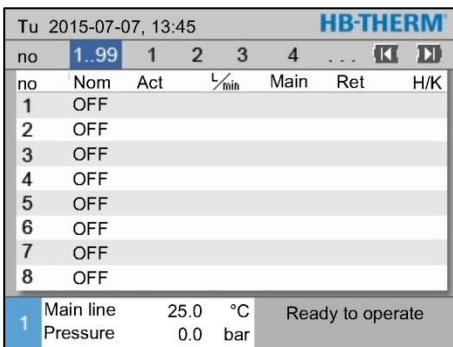 Tu 2015-07-07, 13:45 HB-THERM
no 1..99 1 2 3 4 ...
no Nom Act L/min Main Ret H/K
1 OFF
2 OFF
3 OFF
4 OFF
5 OFF
6 OFF
7 OFF
8 OFF
1 Main line 25.0 °C Ready to operate
Pressure 0.0 bar